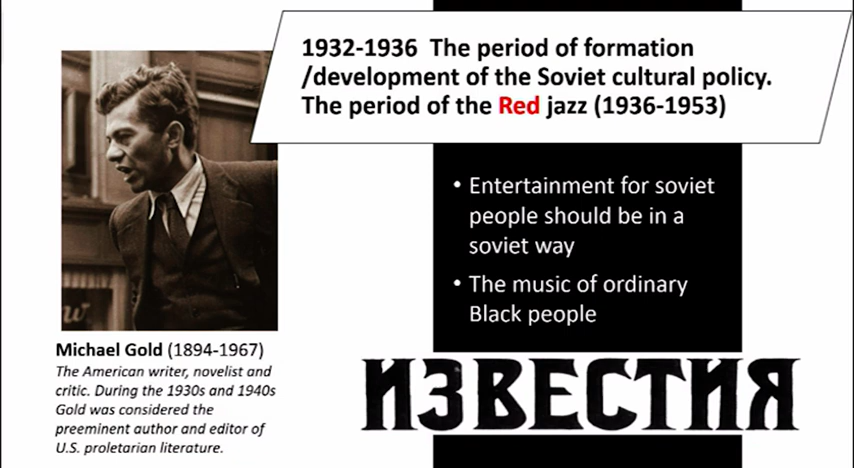 1932-1936  The period of formation
/development of the Soviet cultural policy.
The period of the Red jazz (1936-1953)
• Entertainment for soviet
people should be in a
soviet way
• The music of ordinary
Black people
Michael Gold (1894-1967)
The American writer, novelist and
critic. During the 1930s and 1940s
Gold was considered the
preeminent author and editor of
U.S. proletarian literature.
ИЗВЕСТИЯ